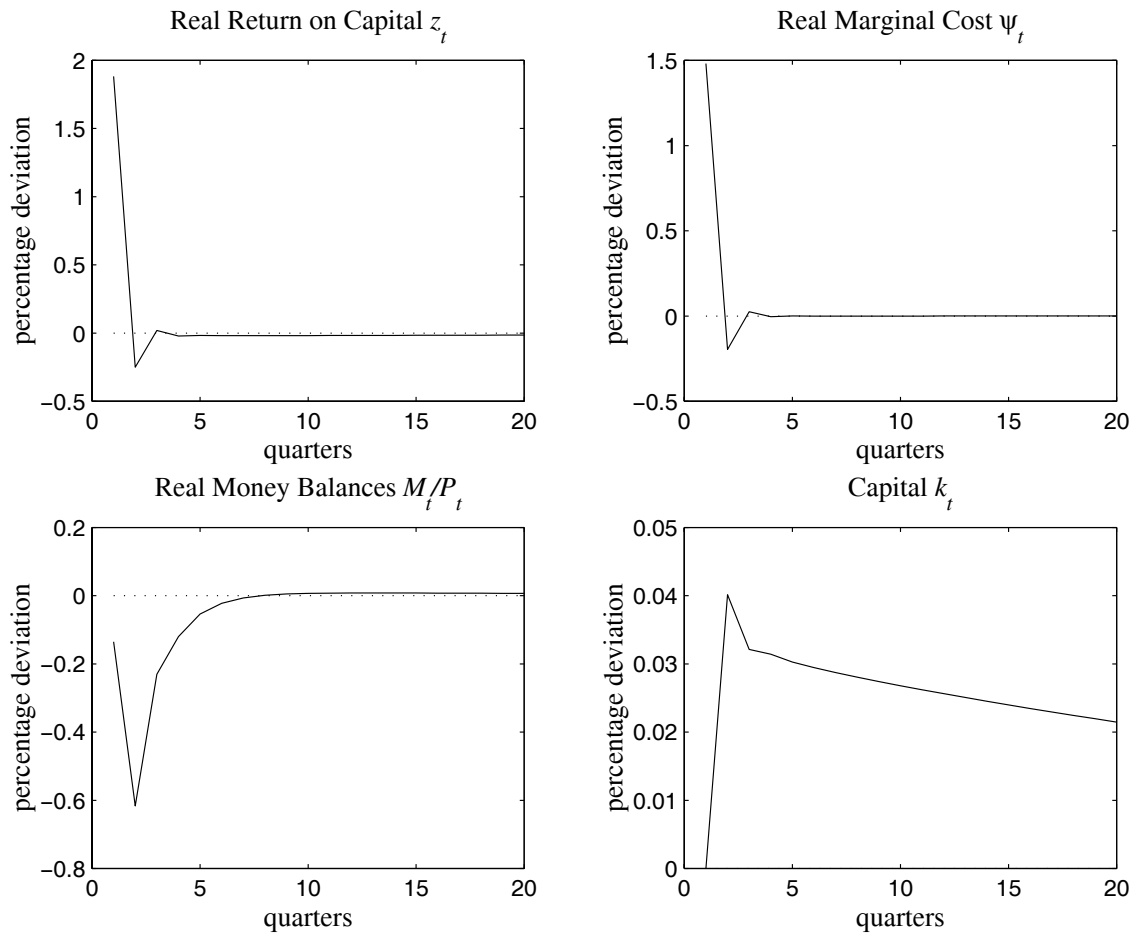 Real Return on Capital z_t
2
1.5
1
0.5
0
−0.5
percentage deviation
0 5 10 15 20
quarters
Real Marginal Cost ψ_t
1.5
1
0.5
0
−0.5
percentage deviation
0 5 10 15 20
quarters
Real Money Balances M_t/P_t
0.2
0
−0.2
−0.4
−0.6
−0.8
percentage deviation
0 5 10 15 20
quarters
Capital k_t
0.05
0.04
0.03
0.02
0.01
0
percentage deviation
0 5 10 15 20
quarters